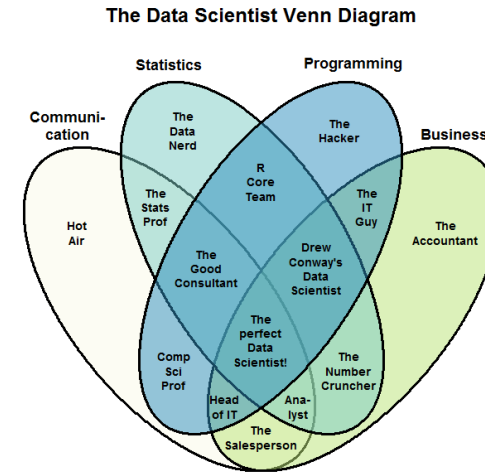 The Data Scientist Venn Diagram
Statistics
Programming
Communi-
cation
Business
The
Data
Nerd
The
Hacker
R
Core
Team
The
Stats
Prof
The
IT
Guy
Hot
Air
The
Accountant
The
Good
Consultant
Drew
Conway's
Data
Scientist
The
perfect
Data
Scientist!
Comp
Sci
Prof
The
Number
Cruncher
Head
of IT
Ana-
lyst
The
Salesperson